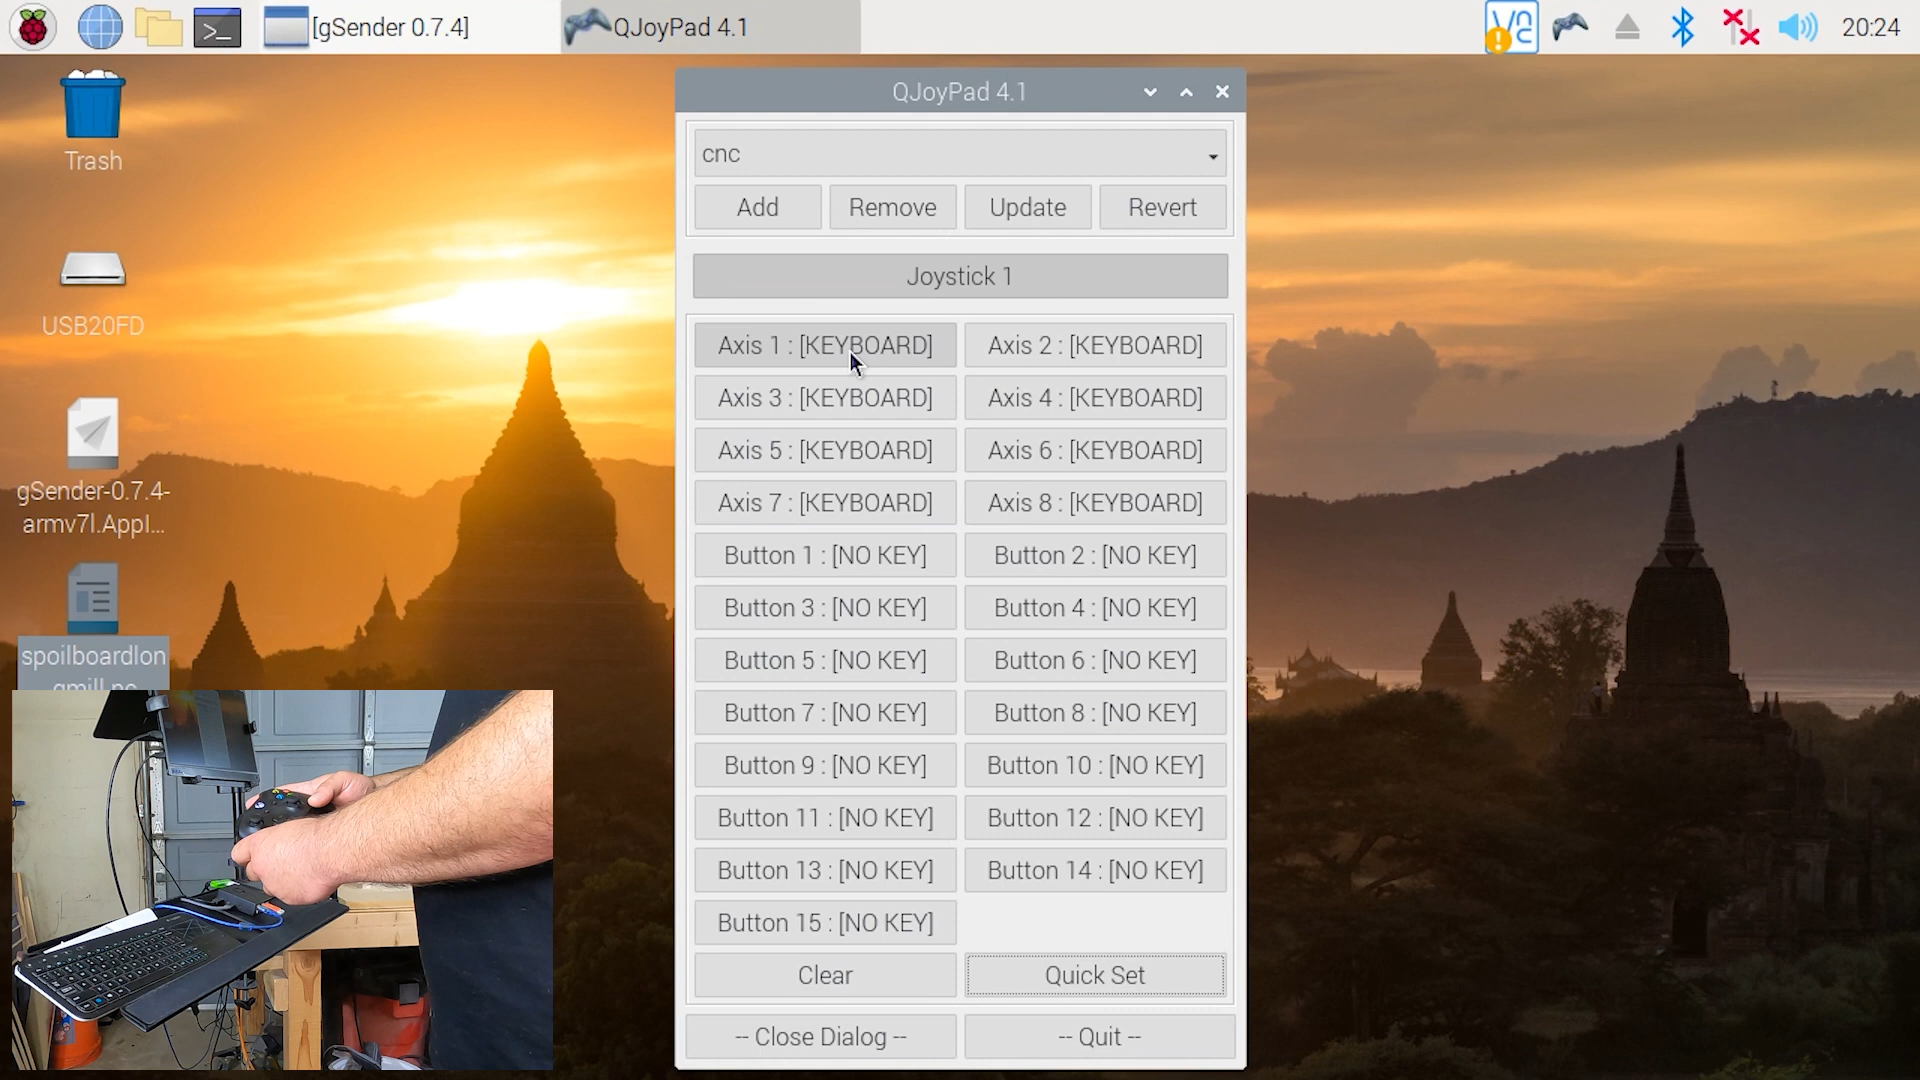 [gSender 0.7.4]
QJoyPad 4.1
VNC
20:24
Trash
USB20FD
gSender-0.7.4-
armv7l.AppI...
spoilboardlon
gmill.nc
QJoyPad 4.1
cnc
Add
Remove
Update
Revert
Joystick 1
Axis 1 : [KEYBOARD]
Axis 2 : [KEYBOARD]
Axis 3 : [KEYBOARD]
Axis 4 : [KEYBOARD]
Axis 5 : [KEYBOARD]
Axis 6 : [KEYBOARD]
Axis 7 : [KEYBOARD]
Axis 8 : [KEYBOARD]
Button 1 : [NO KEY]
Button 2 : [NO KEY]
Button 3 : [NO KEY]
Button 4 : [NO KEY]
Button 5 : [NO KEY]
Button 6 : [NO KEY]
Button 7 : [NO KEY]
Button 8 : [NO KEY]
Button 9 : [NO KEY]
Button 10 : [NO KEY]
Button 11 : [NO KEY]
Button 12 : [NO KEY]
Button 13 : [NO KEY]
Button 14 : [NO KEY]
Button 15 : [NO KEY]
Clear
Quick Set
-- Close Dialog --
-- Quit --